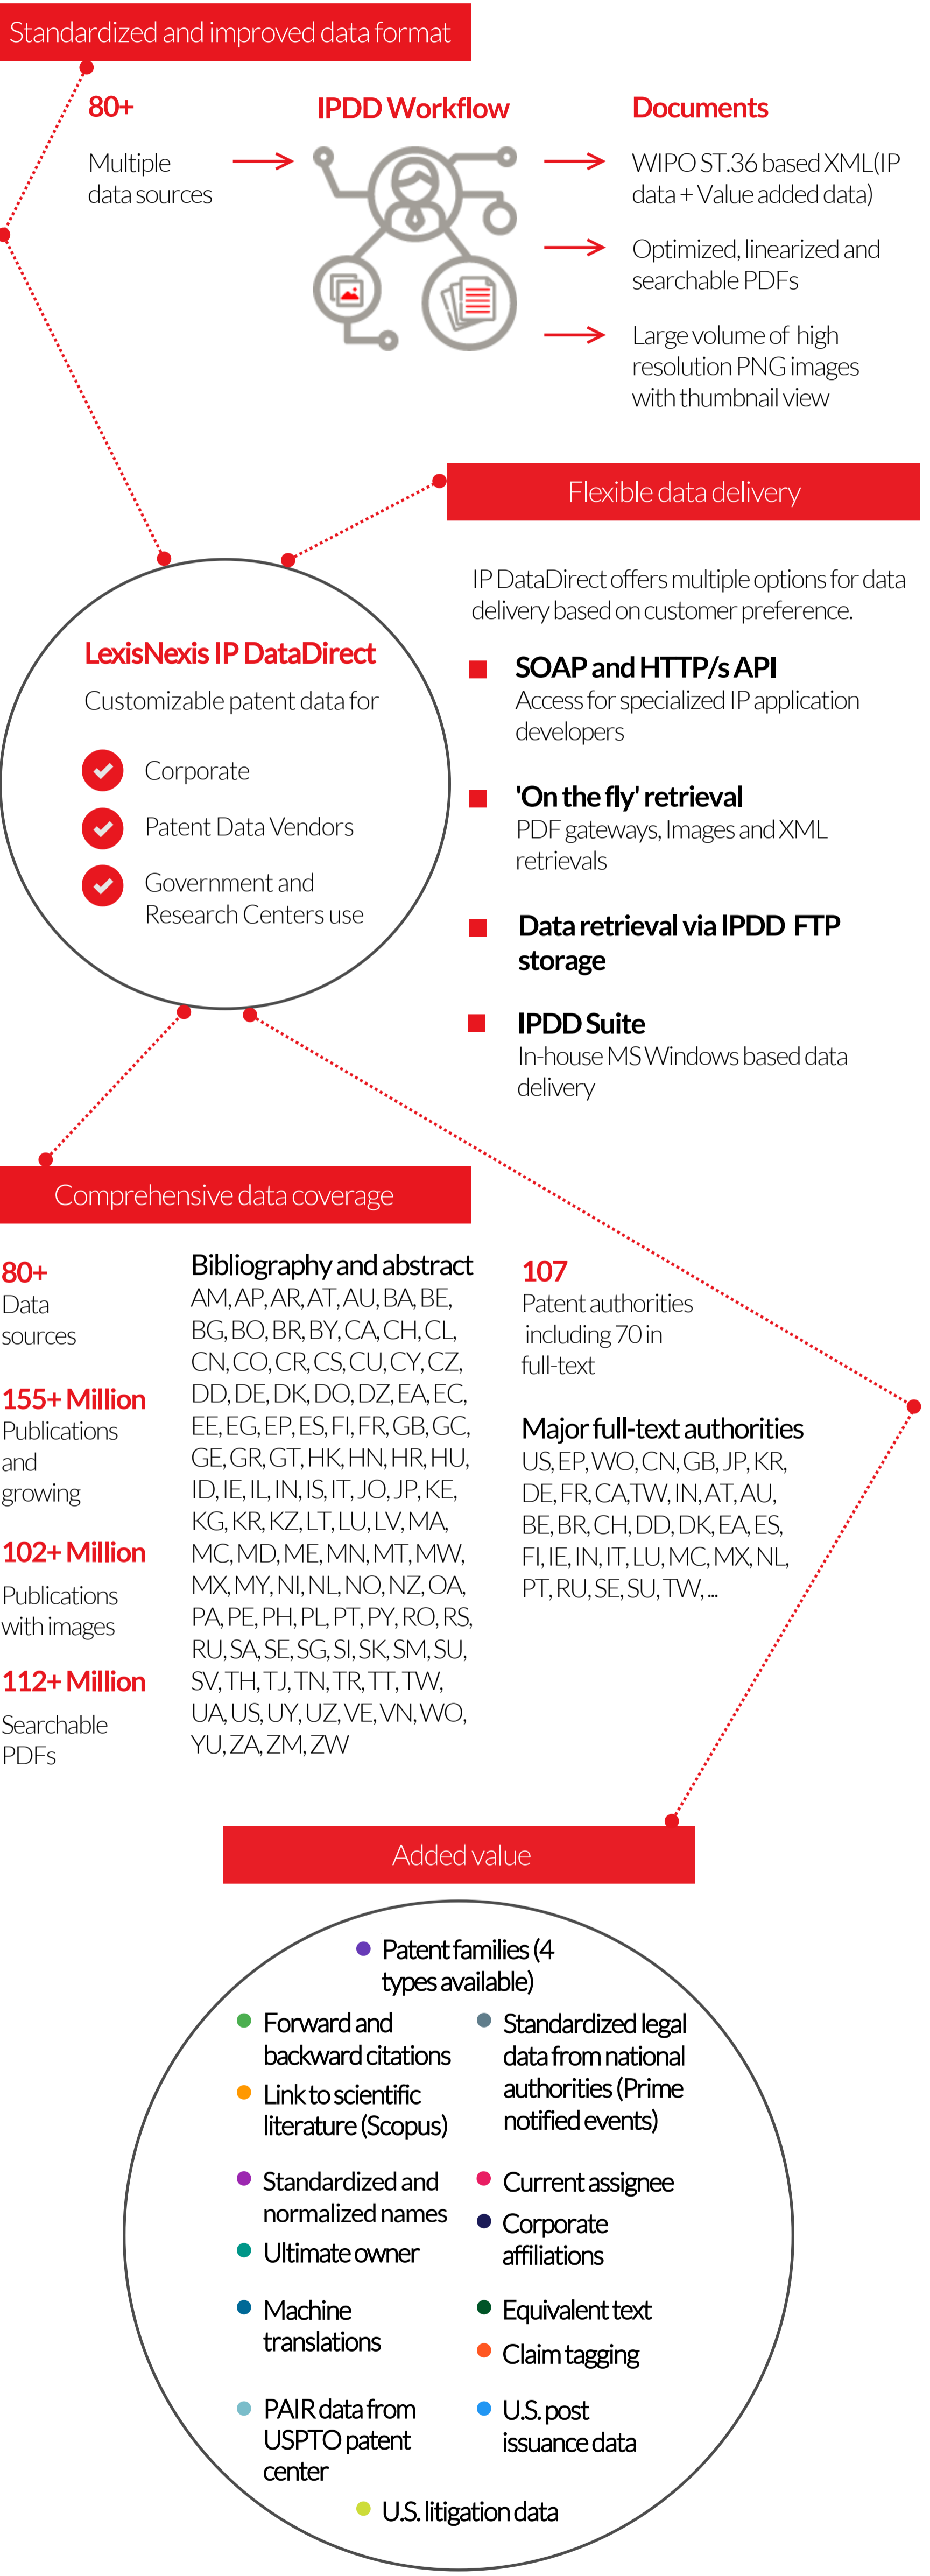 Standardized and improved data format
80+
Multiple
data sources
IPDD Workflow
Documents
WIPO ST.36 based XML(IP
data + Value added data)
Optimized, linearized and
searchable PDFs
Large volume of high
resolution PNG images
with thumbnail view
Flexible data delivery
IP DataDirect offers multiple options for data
delivery based on customer preference.
SOAP and HTTP/s API
Access for specialized IP application
developers
'On the fly' retrieval
PDF gateways, Images and XML
retrievals
Data retrieval via IPDD FTP
storage
IPDD Suite
In-house MS Windows based data
delivery
LexisNexis IP DataDirect
Customizable patent data for
Corporate
Patent Data Vendors
Government and
Research Centers use
Comprehensive data coverage
80+
Data
sources
155+ Million
Publications
and
growing
102+ Million
Publications
with images
112+ Million
Searchable
PDFs
Bibliography and abstract
AM, AP, AR, AT, AU, BA, BE,
BG, BO, BR, BY, CA, CH, CL,
CN, CO, CR, CS, CU, CY, CZ,
DD, DE, DK, DO, DZ, EA, EC,
EE, EG, EP, ES, FI, FR, GB, GC,
GE, GR, GT, HK, HN, HR, HU,
ID, IE, IL, IN, IS, IT, JO, JP, KE,
KG, KR, KZ, LT, LU, LV, MA,
MC, MD, ME, MN, MT, MW,
MX, MY, NI, NL, NO, NZ, OA,
PA, PE, PH, PL, PT, PY, RO, RS,
RU, SA, SE, SG, SI, SK, SM, SU,
SV, TH, TJ, TN, TR, TT, TW,
UA, US, UY, UZ, VE, VN, WO,
YU, ZA, ZM, ZW
107
Patent authorities
including 70 in
full-text
Major full-text authorities
US, EP, WO, CN, GB, JP, KR,
DE, FR, CA,TW, IN, AT, AU,
BE, BR, CH, DD, DK, EA, ES,
FI, IE, IN, IT, LU, MC, MX, NL,
PT, RU, SE, SU, TW, ...
Added value
Patent families (4
types available)
Forward and
backward citations
Link to scientific
literature (Scopus)
Standardized and
normalized names
Ultimate owner
Machine
translations
PAIR data from
USPTO patent
center
Standardized legal
data from national
authorities (Prime
notified events)
Current assignee
Corporate
affiliations
Equivalent text
Claim tagging
U.S. post
issuance data
U.S. litigation data